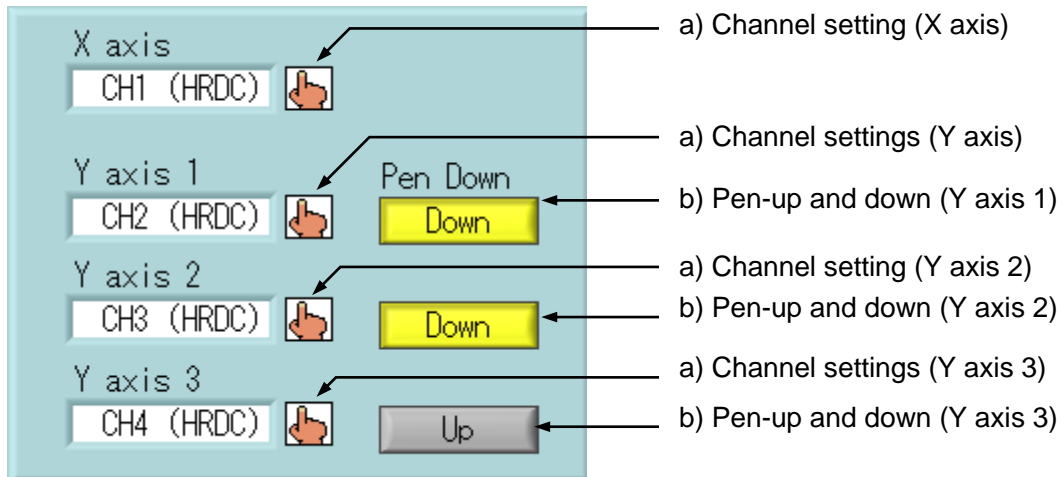 X axis
CH1 (HRDC)
a) Channel setting (X axis)
Y axis 1
CH2 (HRDC)
a) Channel settings (Y axis)
Pen Down
Down
b) Pen-up and down (Y axis 1)
Y axis 2
CH3 (HRDC)
a) Channel setting (Y axis 2)
Down
b) Pen-up and down (Y axis 2)
Y axis 3
CH4 (HRDC)
a) Channel settings (Y axis 3)
Up
b) Pen-up and down (Y axis 3)